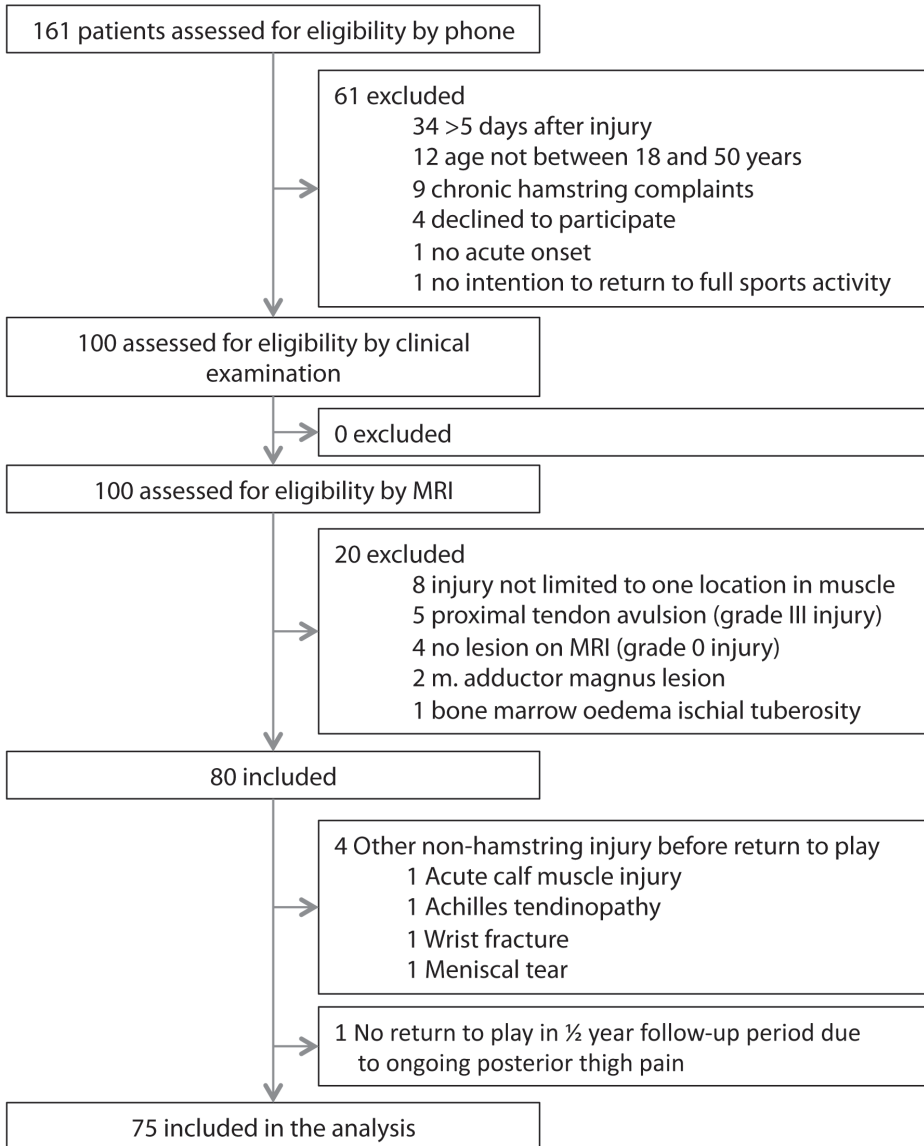 161 patients assessed for eligibility by phone
61 excluded
34 >5 days after injury
12 age not between 18 and 50 years
9 chronic hamstring complaints
4 declined to participate
1 no acute onset
1 no intention to return to full sports activity
100 assessed for eligibility by clinical
examination
0 excluded
100 assessed for eligibility by MRI
20 excluded
8 injury not limited to one location in muscle
5 proximal tendon avulsion (grade III injury)
4 no lesion on MRI (grade 0 injury)
2 m. adductor magnus lesion
1 bone marrow oedema ischial tuberosity
80 included
4 Other non-hamstring injury before return to play
1 Acute calf muscle injury
1 Achilles tendinopathy
1 Wrist fracture
1 Meniscal tear
1 No return to play in ½ year follow-up period due
to ongoing posterior thigh pain
75 included in the analysis